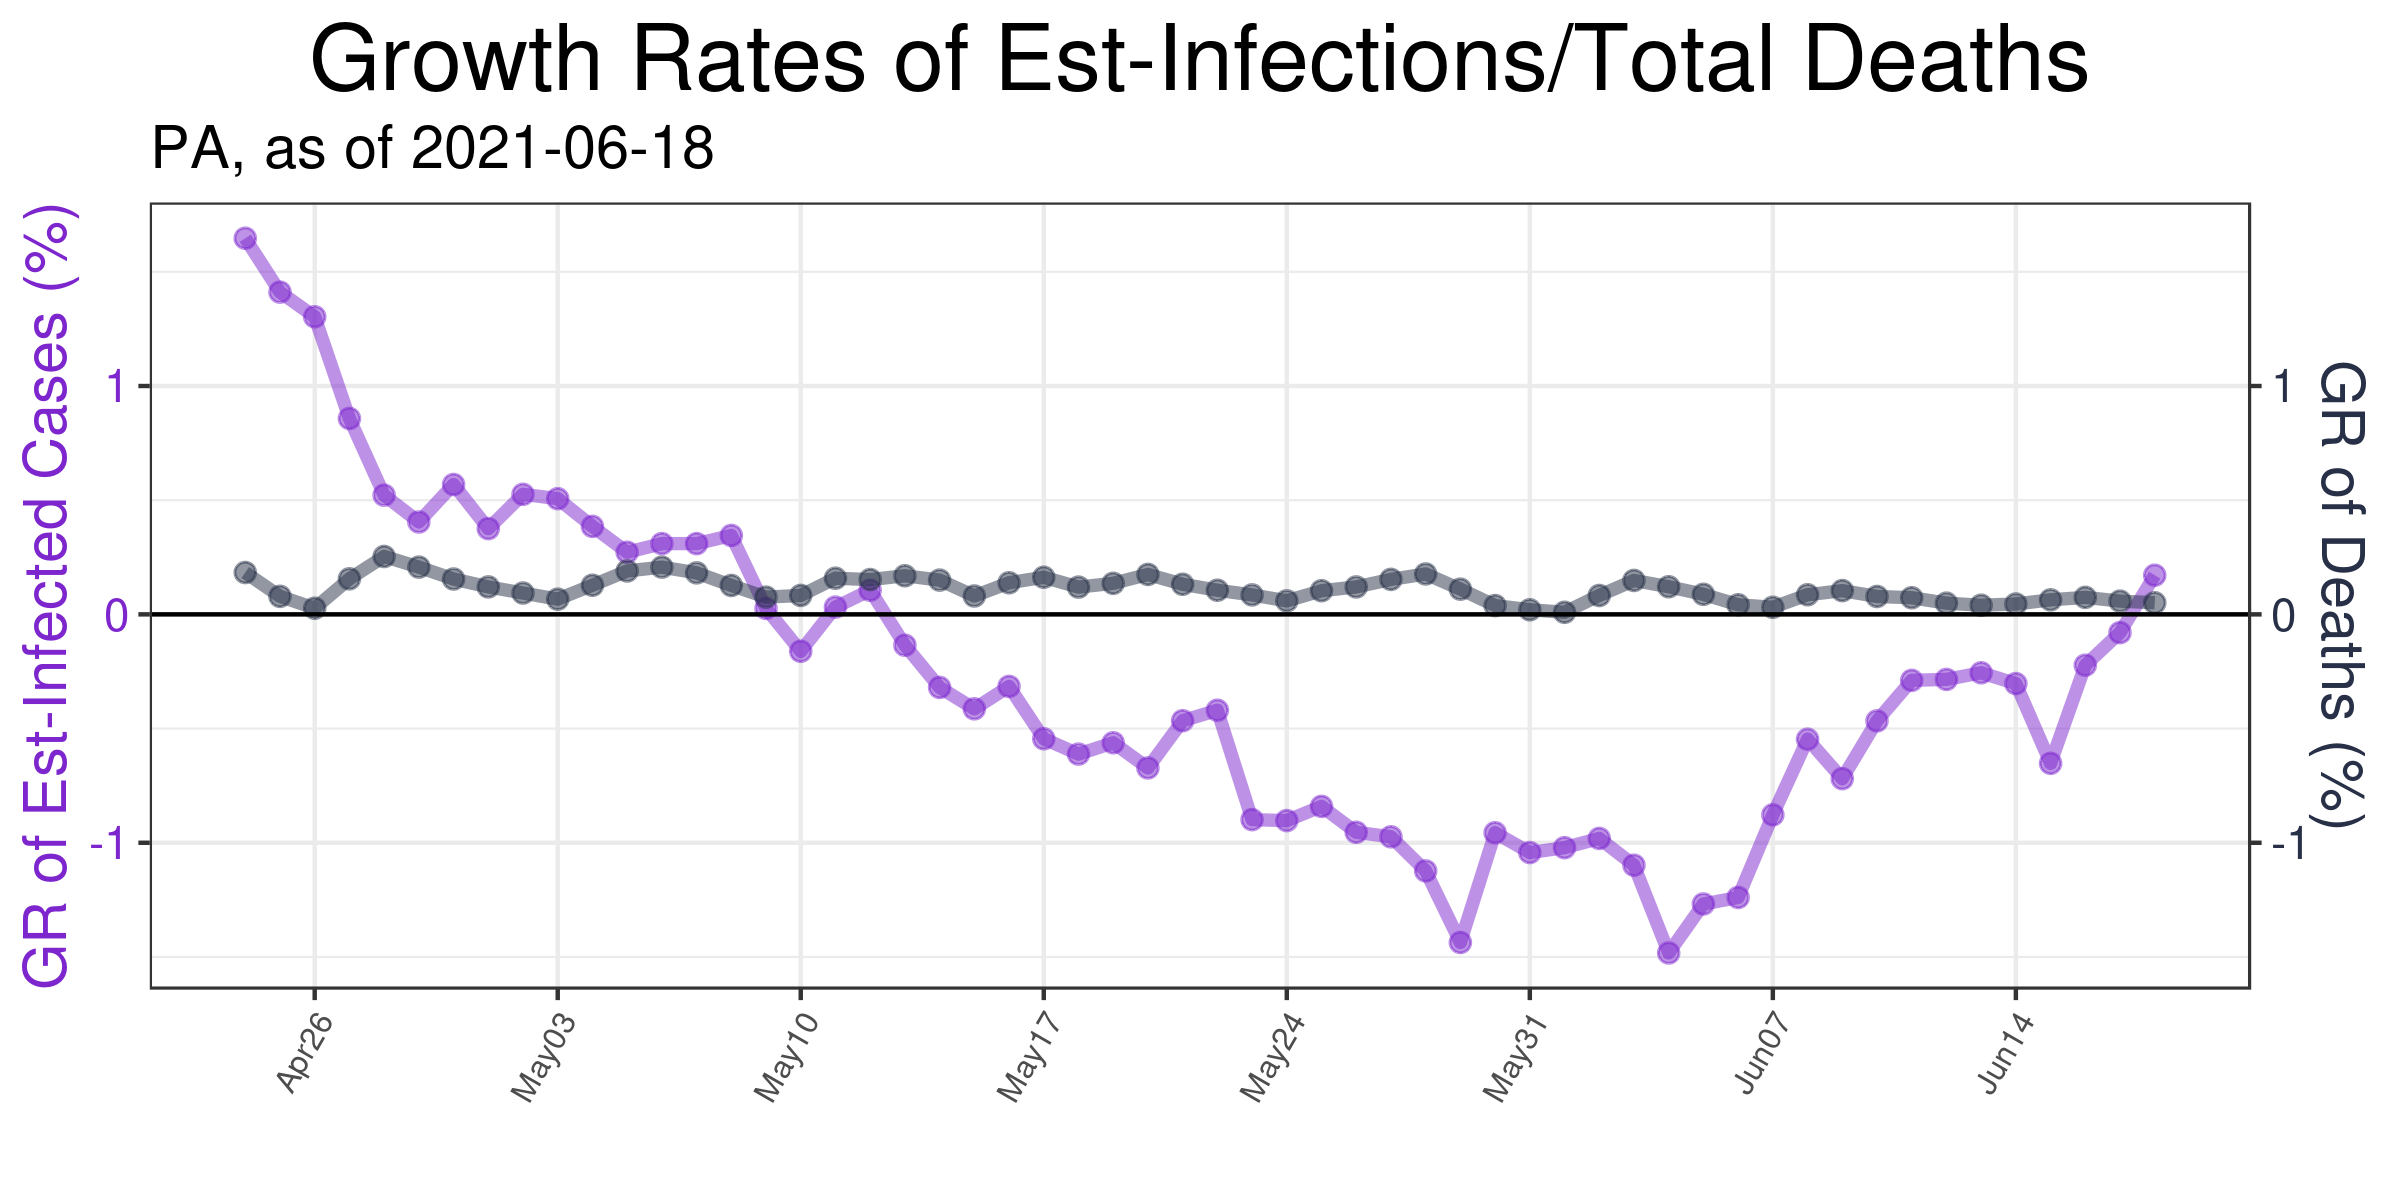 Growth Rates of Est-Infections/Total Deaths
PA, as of 2021-06-18
GR of Est-Infected Cases (%)
1
0
-1
1
0
-1
GR of Deaths (%)
Apr26
May03
May10
May17
May24
May31
Jun07
Jun14